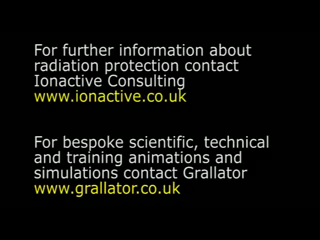 For further information about
radiation protection contact
Ionactive Consulting
www.ionactive.co.uk
For bespoke scientific, technical
and training animations and
simulations contact Grallator
www.grallator.co.uk